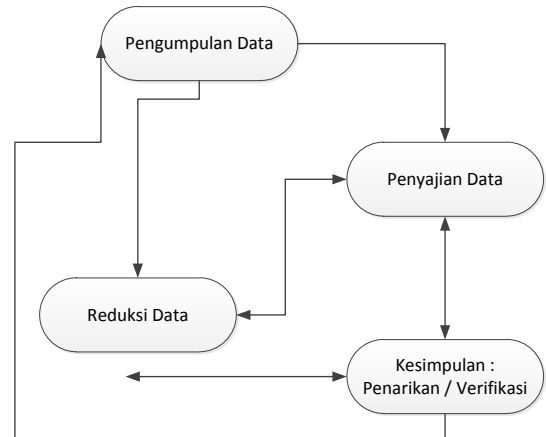 Pengumpulan Data
Penyajian Data
Reduksi Data
Kesimpulan :
Penarikan / Verifikasi